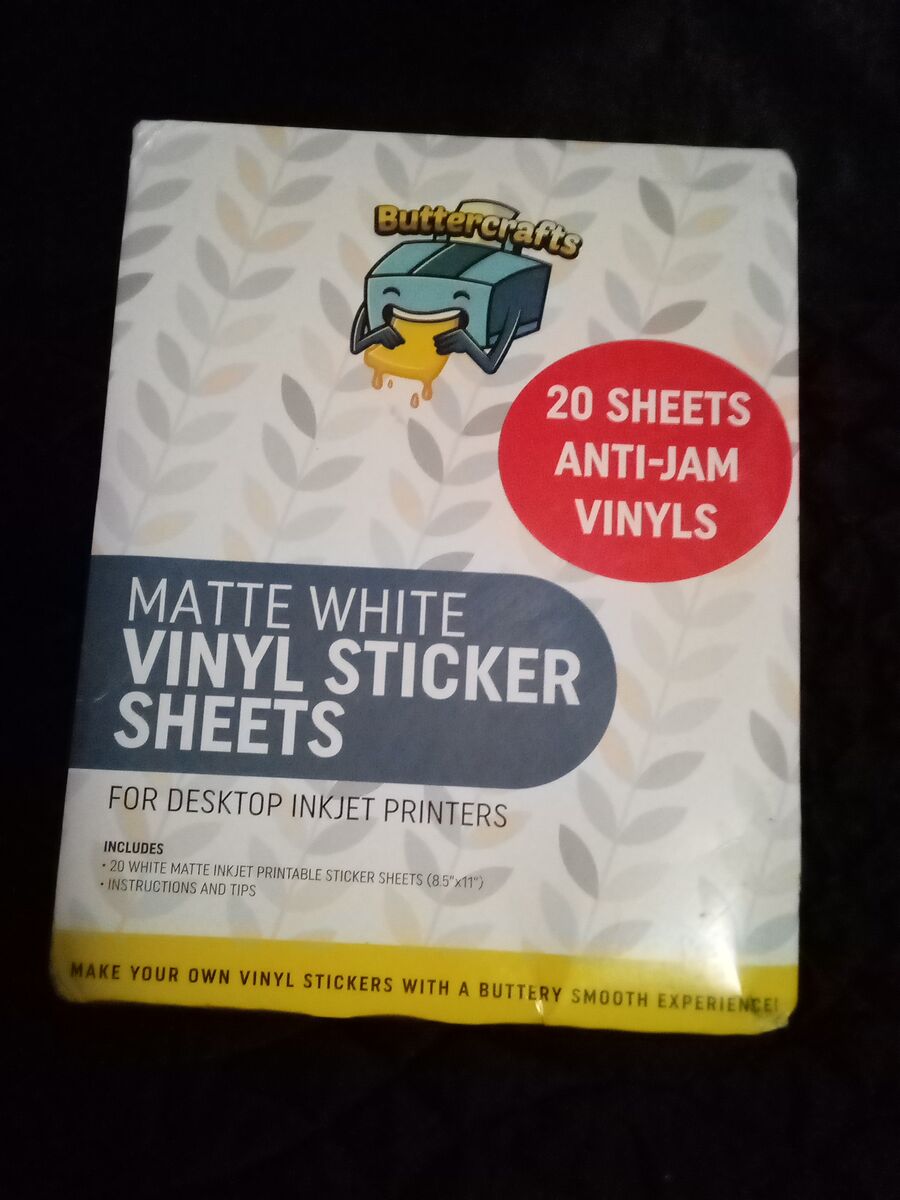 Buttercrafts
20 SHEETS
ANTI-JAM
VINYLS
MATTE WHITE
VINYL STICKER
SHEETS
FOR DESKTOP INKJET PRINTERS
INCLUDES
• 20 WHITE MATTE INKJET PRINTABLE STICKER SHEETS (8.5"x11")
• INSTRUCTIONS AND TIPS
MAKE YOUR OWN VINYL STICKERS WITH A BUTTERY SMOOTH EXPERIENCE!